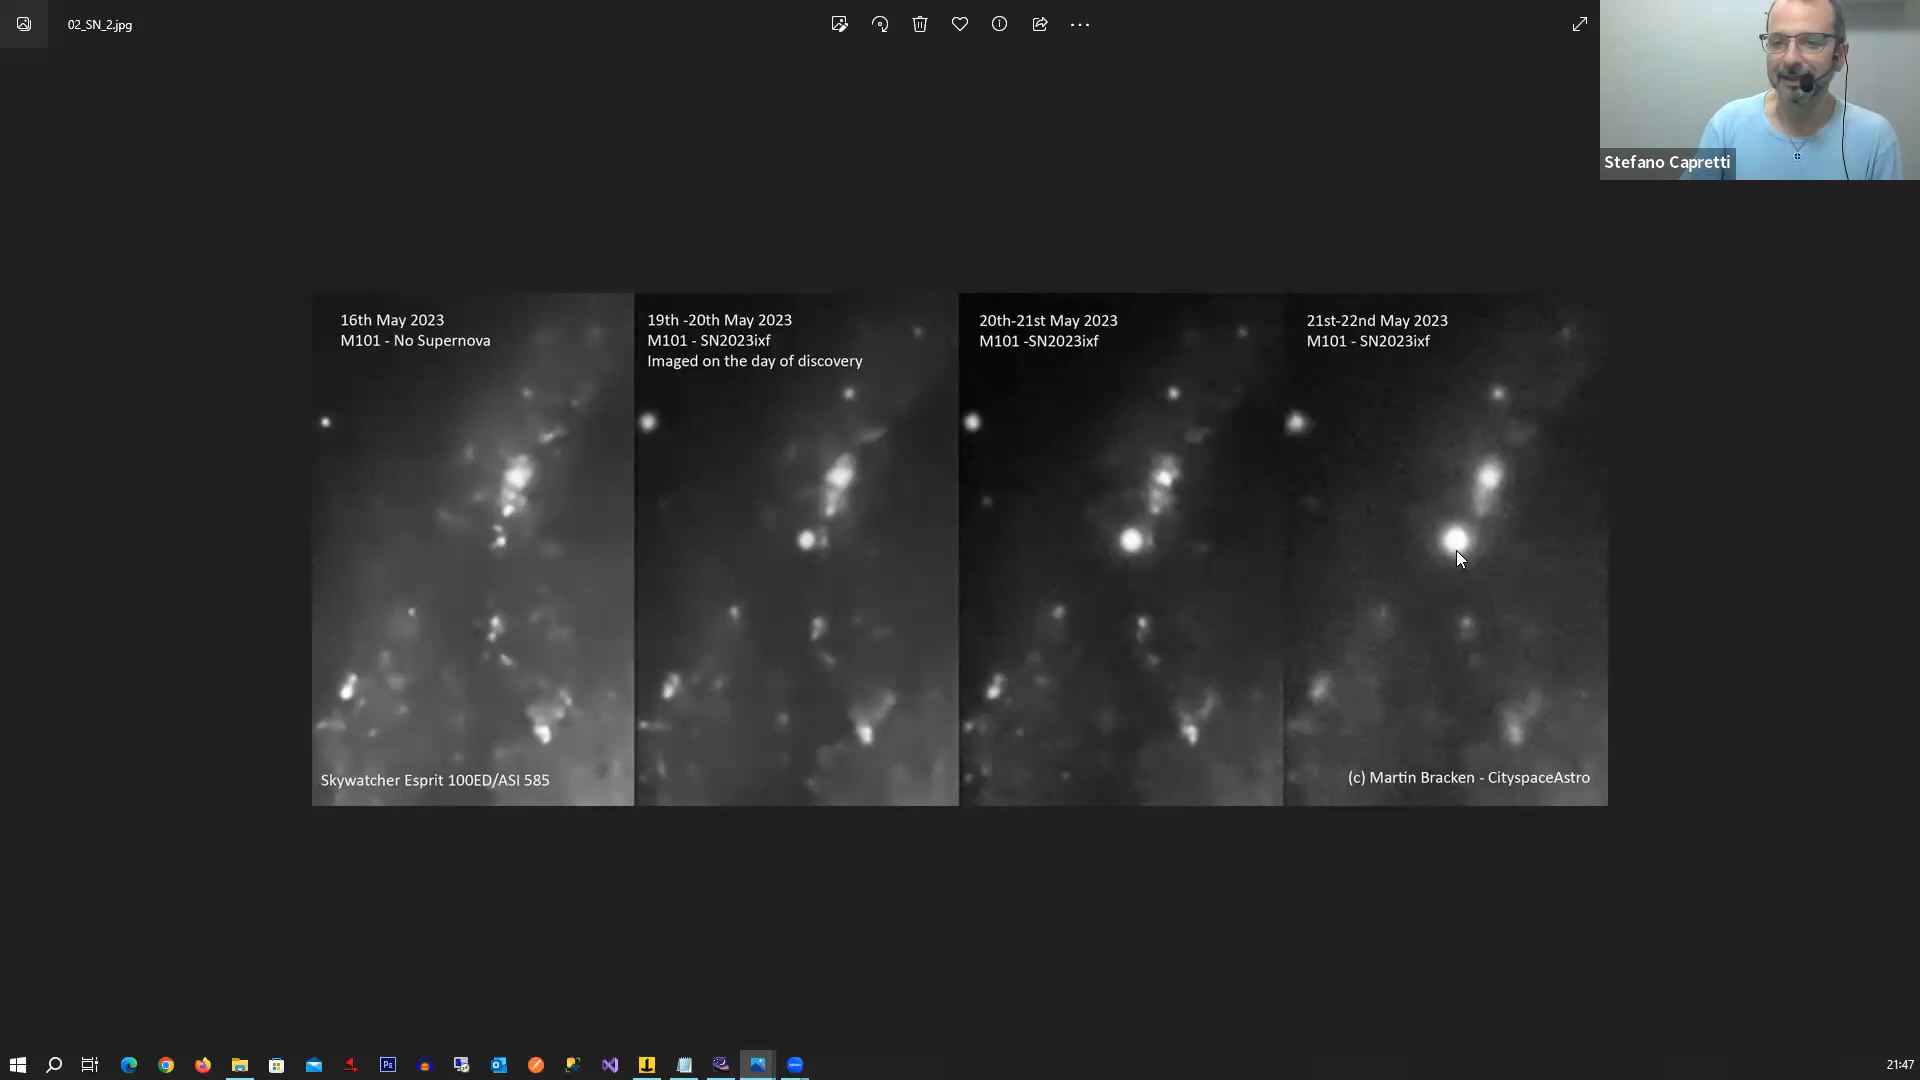 02_SN_2.jpg
Stefano Capretti
16th May 2023
M101 - No Supernova
19th -20th May 2023
M101 - SN2023ixf
Imaged on the day of discovery
20th-21st May 2023
M101 -SN2023ixf
21st-22nd May 2023
M101 - SN2023ixf
Skywatcher Esprit 100ED/ASI 585
(c) Martin Bracken - CityspaceAstro
Ps
21:47